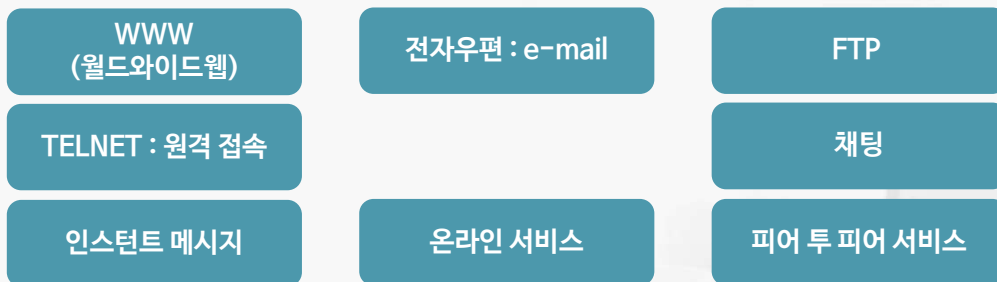 WWW
(월드와이드웹)
전자우편 : e-mail
FTP
TELNET : 원격 접속
채팅
인스턴트 메시지
온라인 서비스
피어 투 피어 서비스